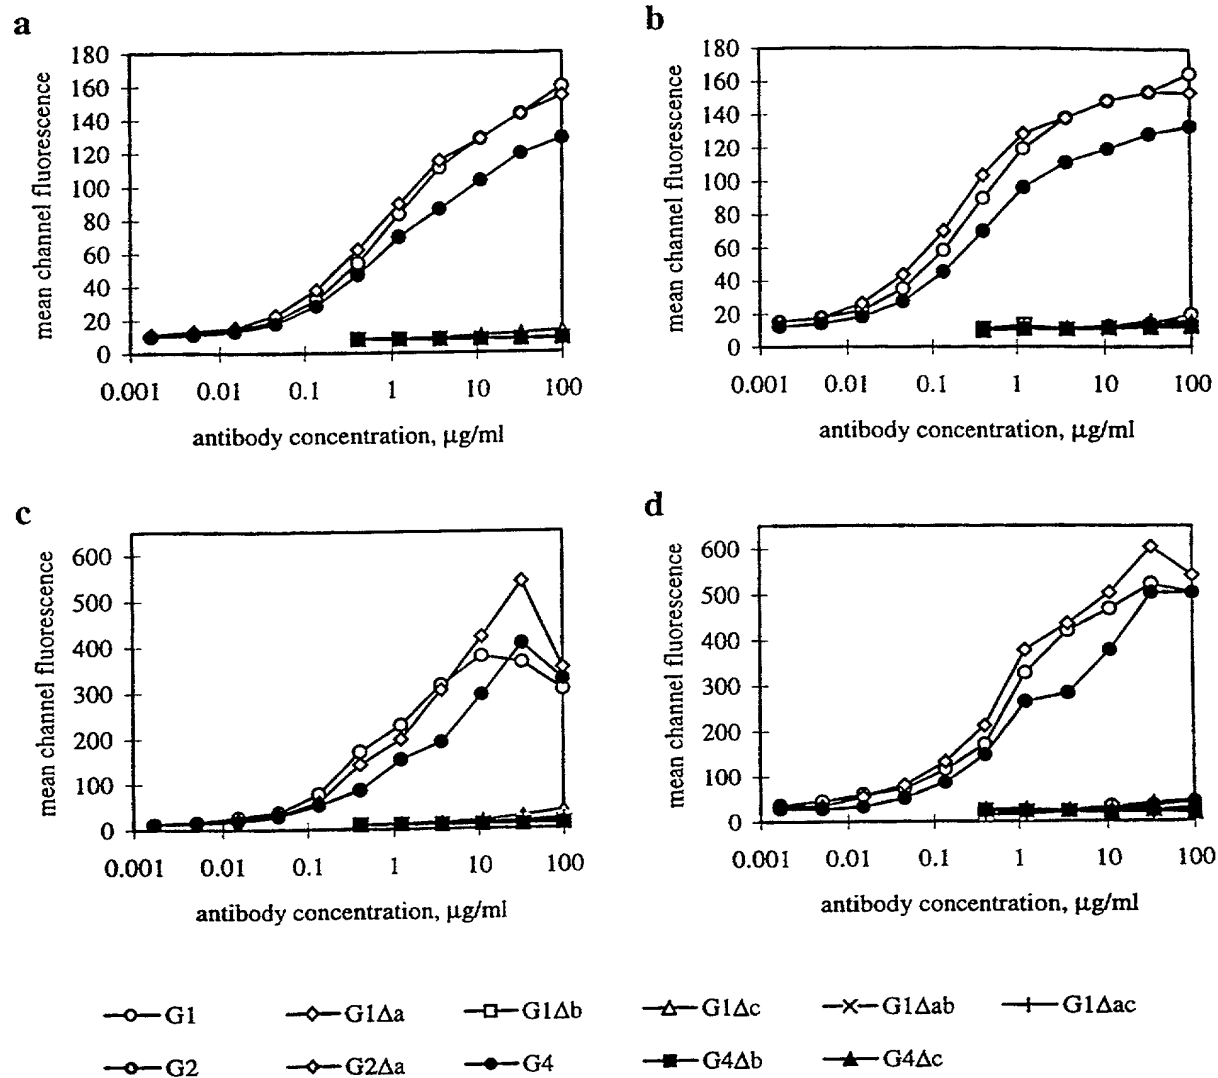 a
180
160
140
120
100
80
60
40
20
0
mean channel fluorescence
0.001 0.01 0.1 1 10 100
antibody concentration, μg/ml
b
180
160
140
120
100
80
60
40
20
0
mean channel fluorescence
0.001 0.01 0.1 1 10 100
antibody concentration, μg/ml
c
600
500
400
300
200
100
0
mean channel fluorescence
0.001 0.01 0.1 1 10 100
antibody concentration, μg/ml
d
600
500
400
300
200
100
0
mean channel fluorescence
0.001 0.01 0.1 1 10 100
antibody concentration, μg/ml
G1 G1Δa G1Δb G1Δc G1Δab G1Δac
G2 G2Δa G4 G4Δb G4Δc